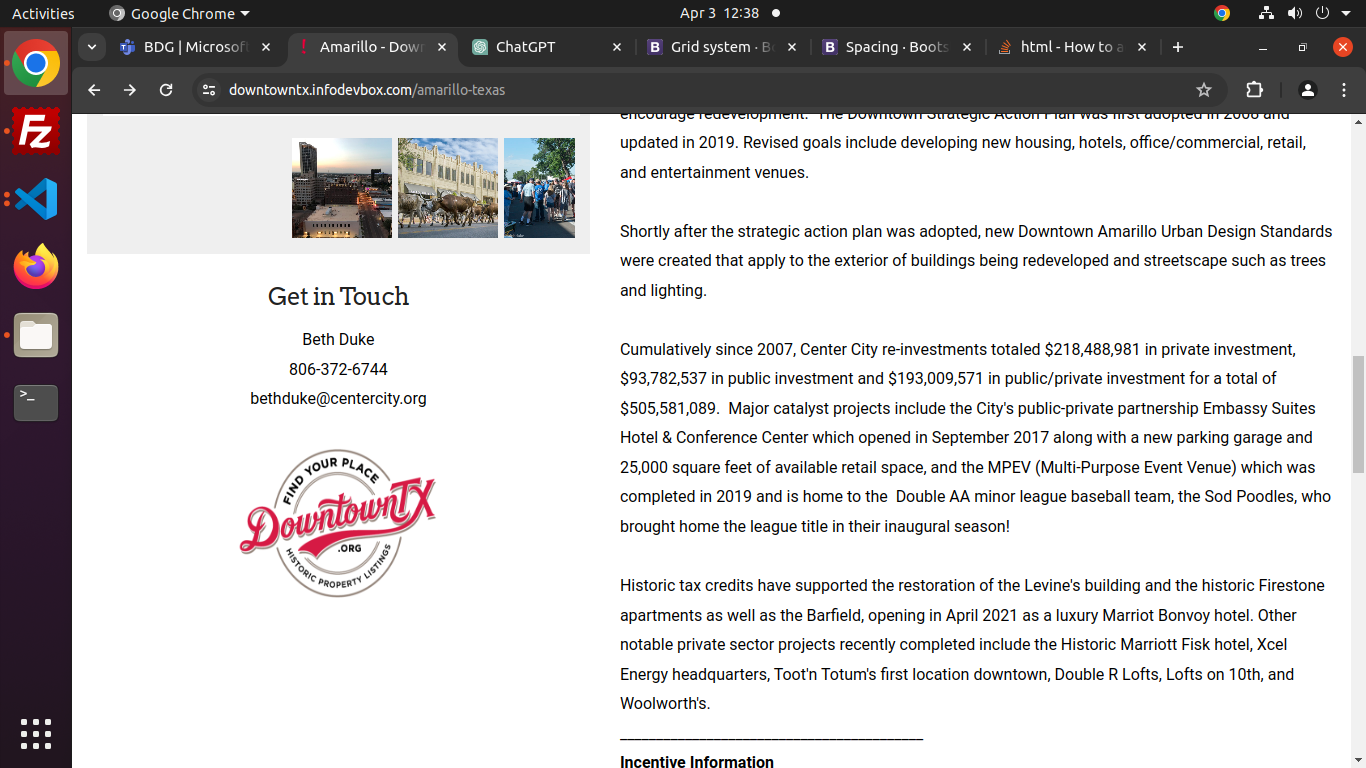 Activities
Google Chrome
Apr 3 12:38
BDG | Microsof
Amarillo - Dow
ChatGPT
Grid system · B
Spacing · Boots
html - How to a
downtowntx.infodevbox.com/amarillo-texas
Get in Touch
Beth Duke
806-372-6744
bethduke@centercity.org
FIND YOUR PLACE
DowntownTX
.ORG
HISTORIC PROPERTY LISTINGS
encourage redevelopment. The Downtown Strategic Action Plan was first adopted in 2008 and
updated in 2019. Revised goals include developing new housing, hotels, office/commercial, retail,
and entertainment venues.
Shortly after the strategic action plan was adopted, new Downtown Amarillo Urban Design Standards
were created that apply to the exterior of buildings being redeveloped and streetscape such as trees
and lighting.
Cumulatively since 2007, Center City re-investments totaled $218,488,981 in private investment,
$93,782,537 in public investment and $193,009,571 in public/private investment for a total of
$505,581,089. Major catalyst projects include the City's public-private partnership Embassy Suites
Hotel & Conference Center which opened in September 2017 along with a new parking garage and
25,000 square feet of available retail space, and the MPEV (Multi-Purpose Event Venue) which was
completed in 2019 and is home to the Double AA minor league baseball team, the Sod Poodles, who
brought home the league title in their inaugural season!
Historic tax credits have supported the restoration of the Levine's building and the historic Firestone
apartments as well as the Barfield, opening in April 2021 as a luxury Marriot Bonvoy hotel. Other
notable private sector projects recently completed include the Historic Marriott Fisk hotel, Xcel
Energy headquarters, Toot'n Totum's first location downtown, Double R Lofts, Lofts on 10th, and
Woolworth's.
Incentive Information